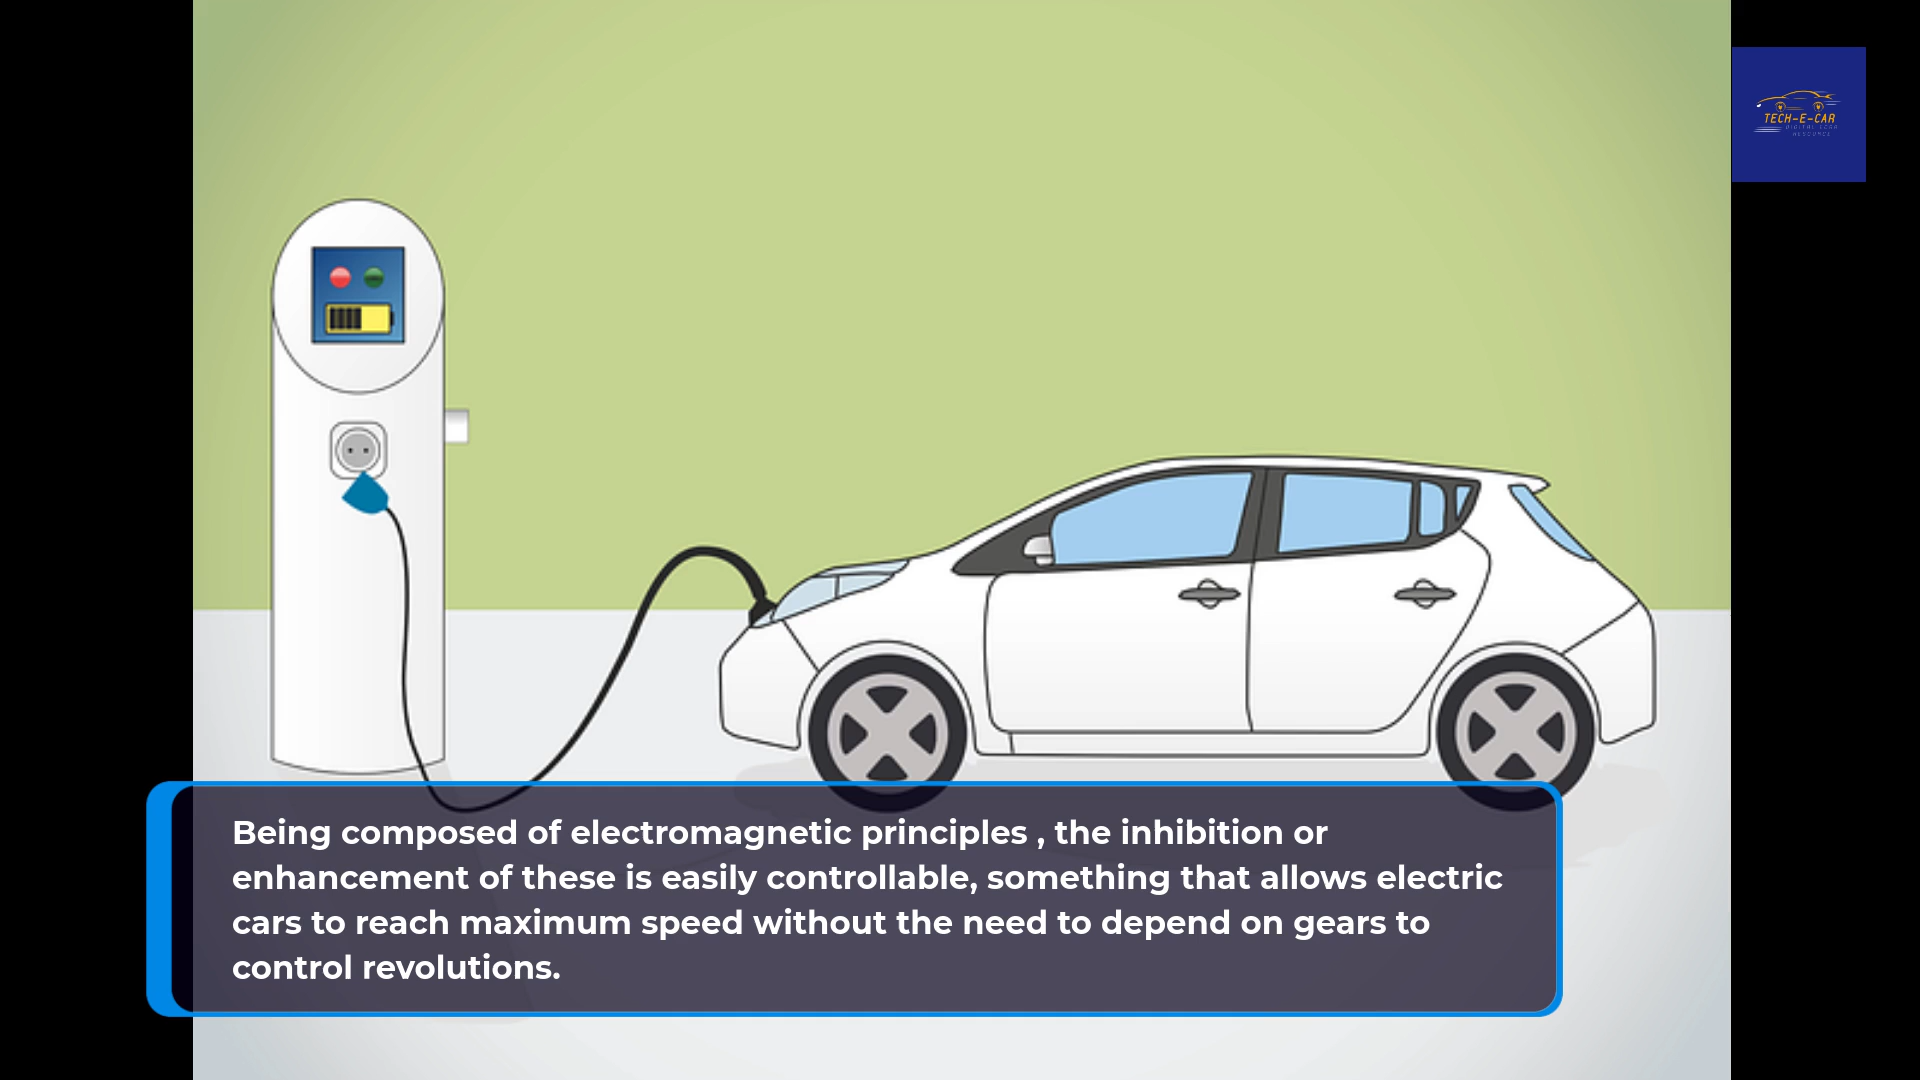 TECH-E-CAR
Being composed of electromagnetic principles , the inhibition or
enhancement of these is easily controllable, something that allows electric
cars to reach maximum speed without the need to depend on gears to
control revolutions.